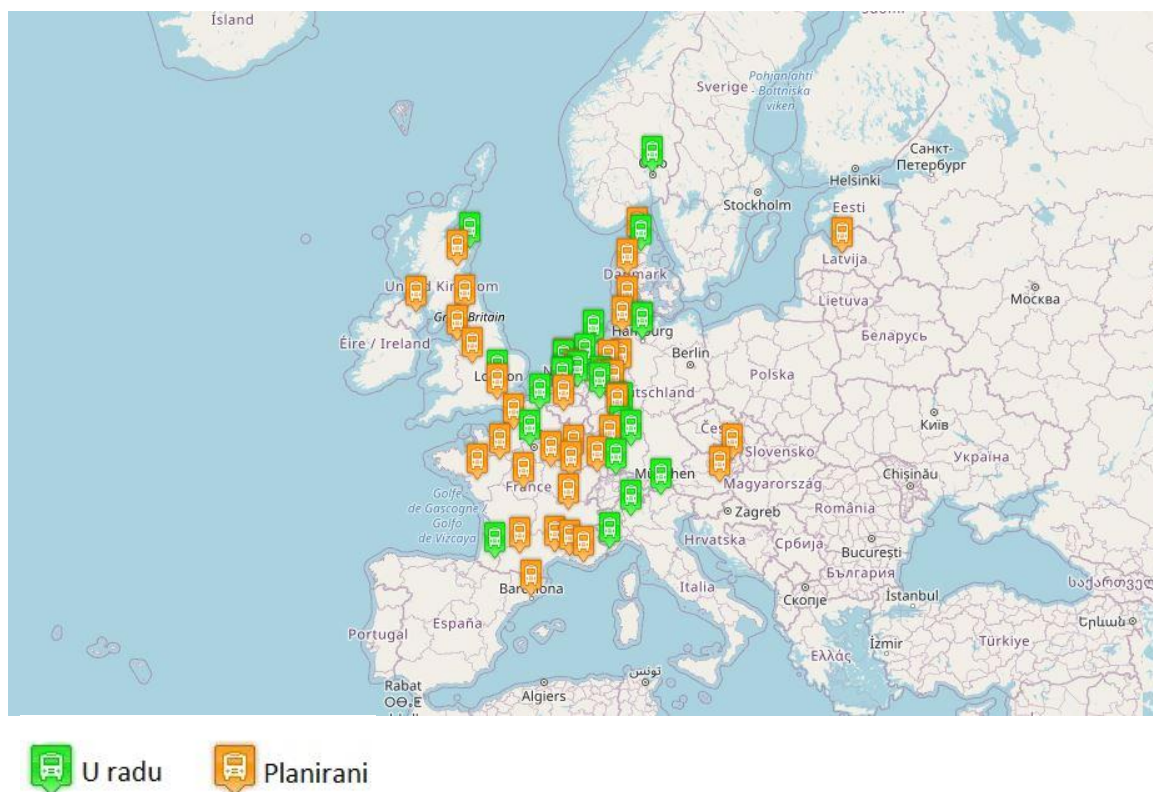 Ísland
Sverige
Pohjanlahti
- Bottniska
viken
Санкт-
Петербург
Helsinki
Stockholm
Eesti
Latvija
Danmark
United Kingdom
Lietuva
Москва
Great Britain
Éire / Ireland
Hamburg
Беларусь
Berlin
London
Polska
Deutschland
Київ
Slovensko
Україна
München
Magyarország
Chișinău
France
Golfe
de Gascogne /
Golfo
de Vizcaya
Zagreb
România
Hrvatska
Србија
București
България
Barcelona
Italia
Скопје
İstanbul
საქართველ
Portugal
España
Ελλάς
İzmir
Türkiye
Երևան
تونس
Rabat
Algiers
U radu
Planirani